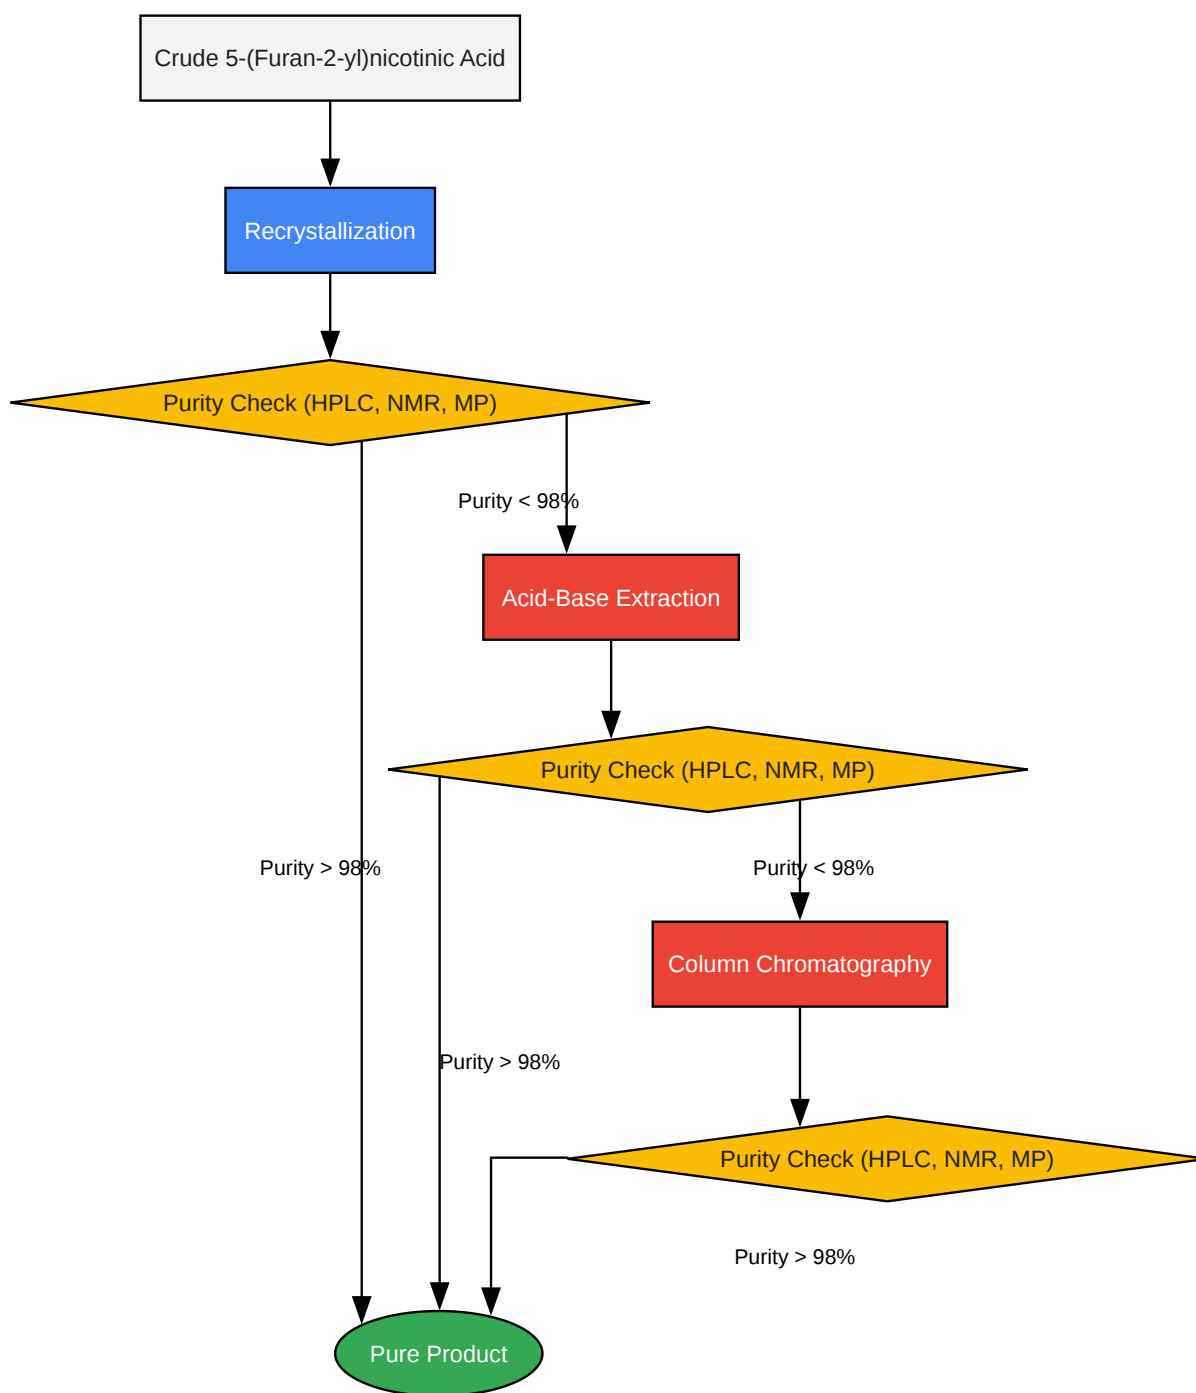 Crude 5-(Furan-2-yl)nicotinic Acid
Recrystallization
Purity Check (HPLC, NMR, MP)
Purity < 98%
Acid-Base Extraction
Purity Check (HPLC, NMR, MP)
Purity > 98%
Purity < 98%
Column Chromatography
Purity > 98%
Purity Check (HPLC, NMR, MP)
Purity > 98%
Pure Product